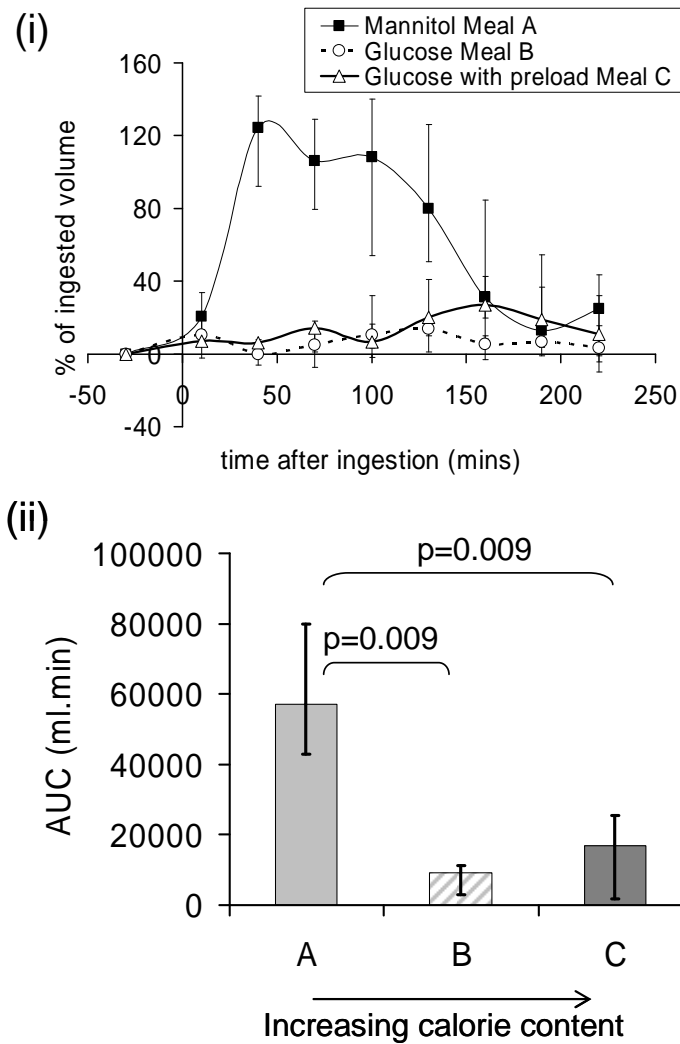 (i)
Mannitol Meal A
Glucose Meal B
Glucose with preload Meal C
% of ingested volume
160
120
80
40
0
-40
-50 0 50 100 150 200 250
time after ingestion (mins)
(ii)
AUC (ml.min)
100000
80000
60000
40000
20000
0
p=0.009
p=0.009
A B C
Increasing calorie content